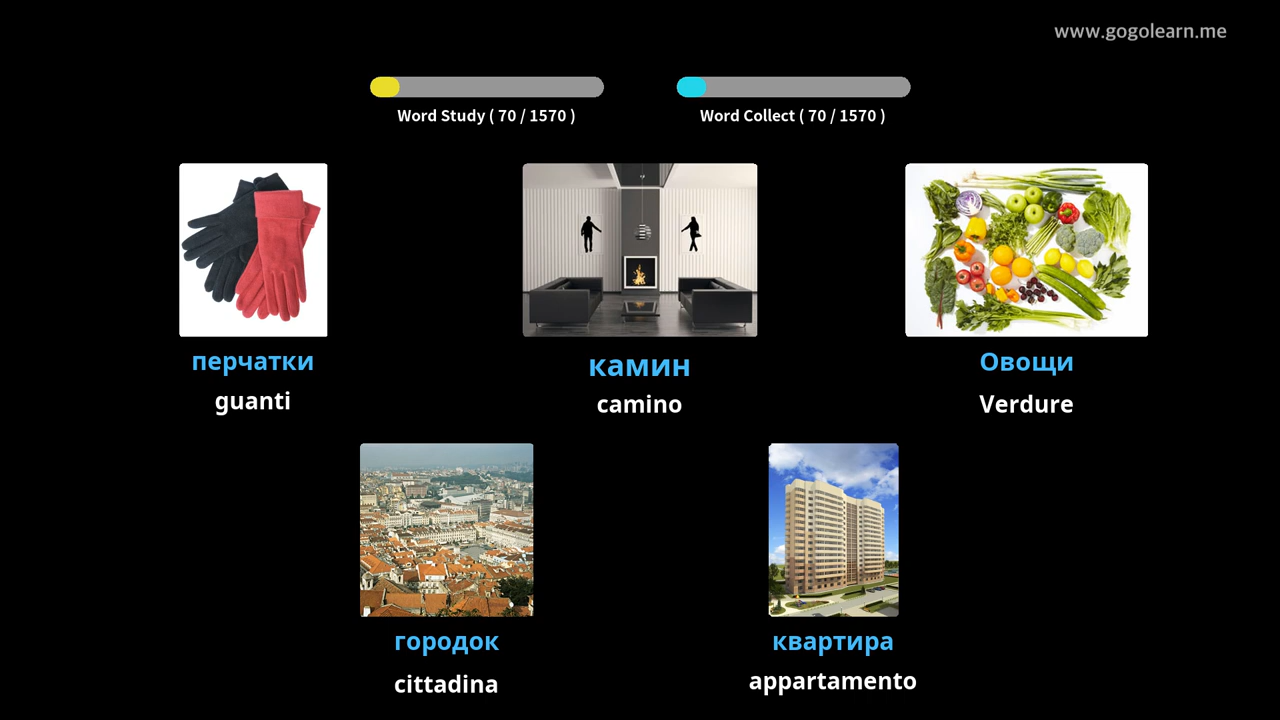 www.gogolearn.me
Word Study ( 70 / 1570 )
Word Collect ( 70 / 1570 )
перчатки
guanti
камин
camino
Овощи
Verdure
городок
cittadina
квартира
appartamento